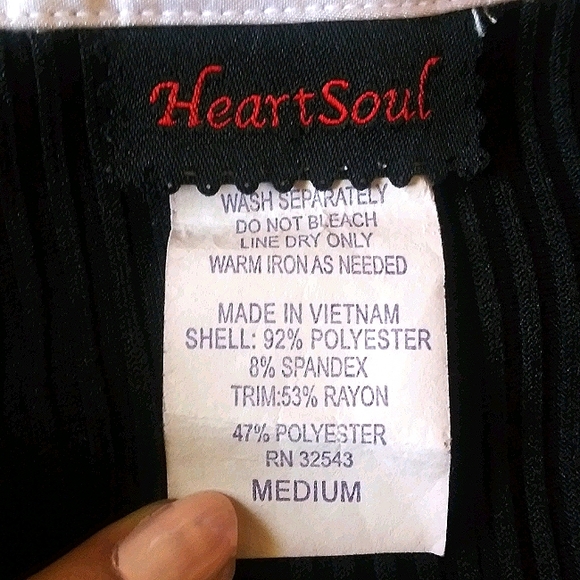 HeartSoul
WASH SEPARATELY
DO NOT BLEACH
LINE DRY ONLY
WARM IRON AS NEEDED
MADE IN VIETNAM
SHELL: 92% POLYESTER
8% SPANDEX
TRIM:53% RAYON
47% POLYESTER
RN 32543
MEDIUM